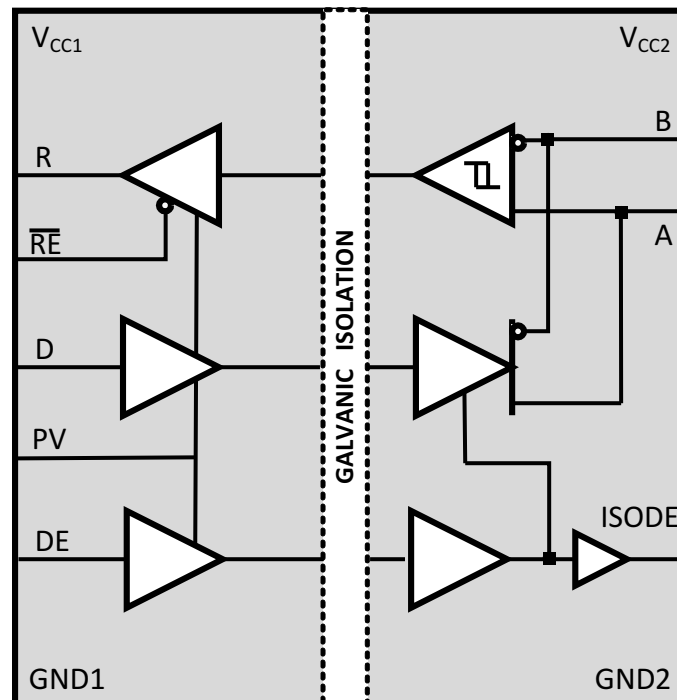 VCC1
VCC2
R
B
RE
A
GALVANIC ISOLATION
D
PV
DE
ISODE
GND1
GND2